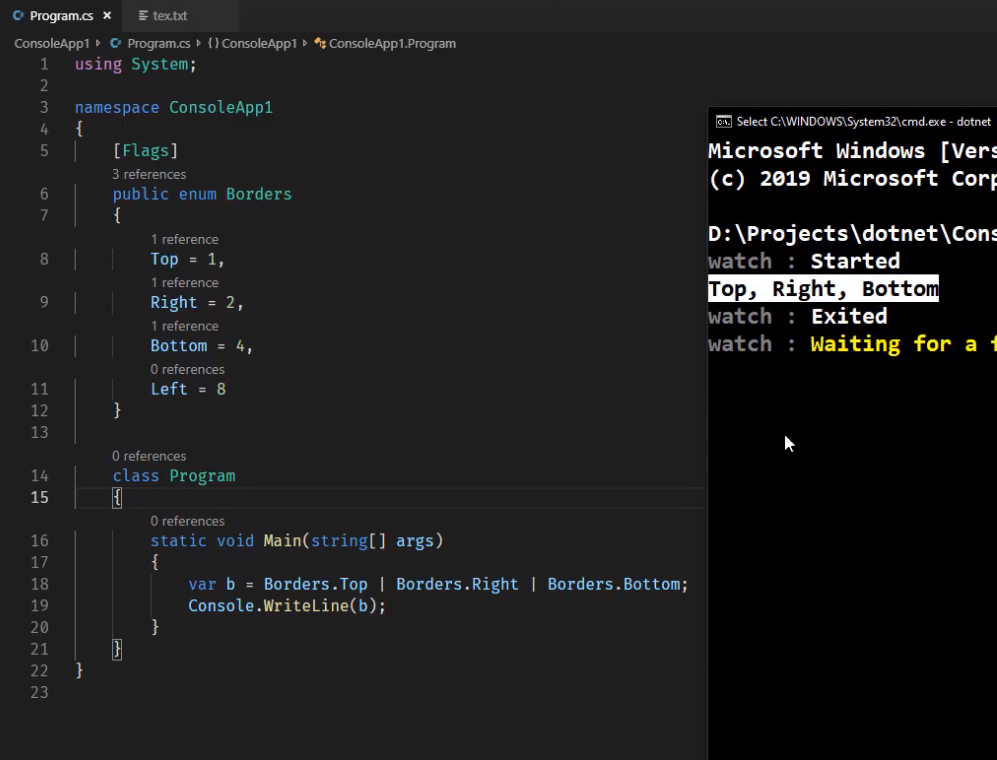 Program.cs × tex.txt
ConsoleApp1 Program.cs {} ConsoleApp1 ConsoleApp1.Program
1 using System;
2
3 namespace ConsoleApp1
4 {
5 [Flags]
3 references
6 public enum Borders
7 {
1 reference
8 Top = 1,
1 reference
9 Right = 2,
1 reference
10 Bottom = 4,
0 references
11 Left = 8
12 }
13
0 references
14 class Program
15 {
0 references
16 static void Main(string[] args)
17 {
18 var b = Borders.Top | Borders.Right | Borders.Bottom;
19 Console.WriteLine(b);
20 }
21 }
22 }
23
Select C:\WINDOWS\System32\cmd.exe - dotnet
Microsoft Windows [Vers
(c) 2019 Microsoft Corp
D:\Projects\dotnet\Cons
watch : Started
Top, Right, Bottom
watch : Exited
watch : Waiting for a f